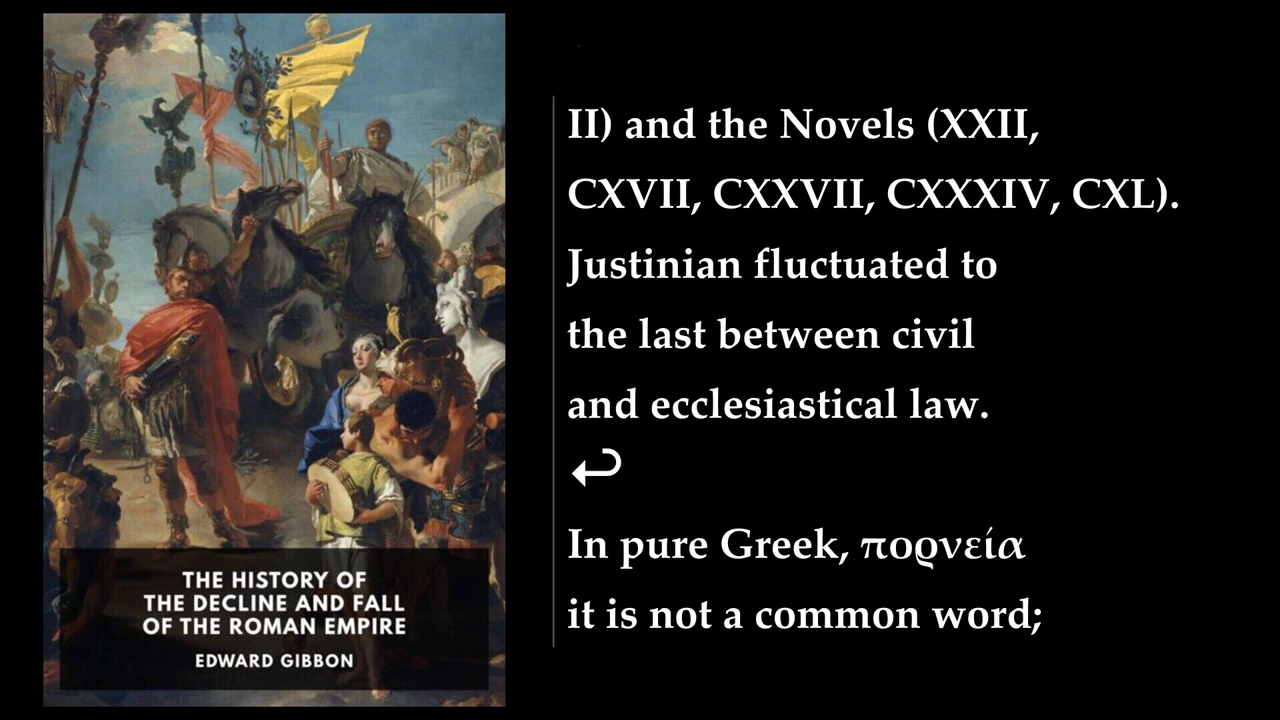 THE HISTORY OF
THE DECLINE AND FALL
OF THE ROMAN EMPIRE
EDWARD GIBBON
II) and the Novels (XXII,
CXVII, CXXVII, CXXXIV, CXL).
Justinian fluctuated to
the last between civil
and ecclesiastical law.
↩
In pure Greek, πορνεία
it is not a common word;